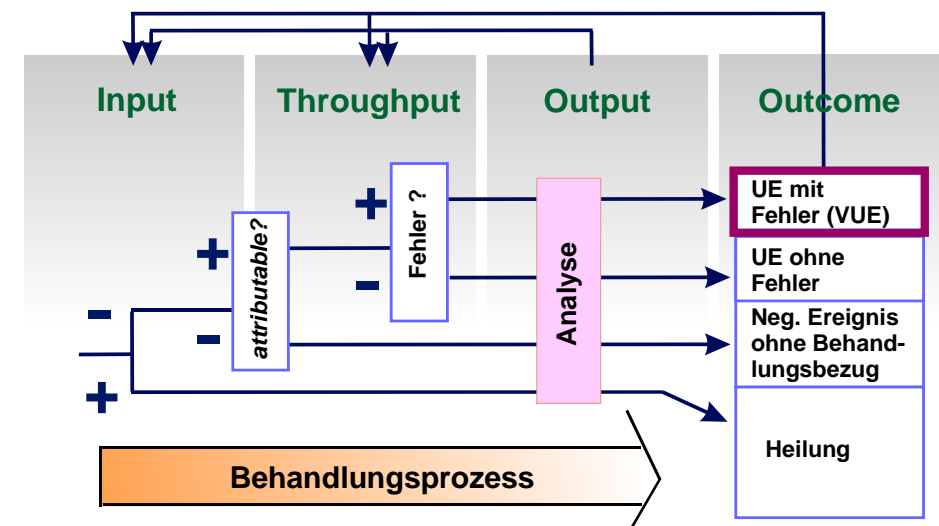 Input
Throughput
Output
Outcome
+
-
Fehler ?
+
-
attributable?
-
+
Analyse
UE mit
Fehler (VUE)
UE ohne
Fehler
Neg. Ereignis
ohne Behand-
lungsbezug
Heilung
Behandlungsprozess